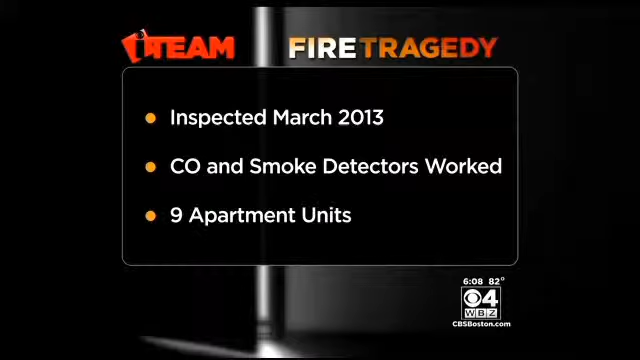 I TEAM
FIRE TRAGEDY
Inspected March 2013
CO and Smoke Detectors Worked
9 Apartment Units
6:08 82°
4
WBZ
CBSBoston.com